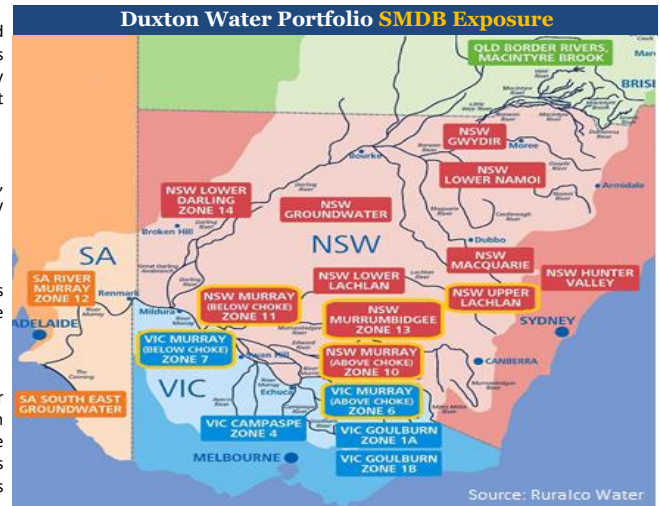 Duxton Water Portfolio SMDB Exposure
QLD BORDER RIVERS,
MACINTYRE BROOK
BRISB
NSW
GWYDIR
Moree
Bourke
NSW
LOWER NAMOI
Armidale
NSW LOWER
DARLING
ZONE 14
NSW
GROUNDWATER
Darling
River
Broken Hill
NSW
Dubbo
NSW
MACQUARIE
SA
NSW LOWER
LACHLAN
NSW HUNTER
VALLEY
SA RIVER
MURRAY
ZONE 12
Renmark
NSW MURRAY
(BELOW CHOKE)
ZONE 11
NSW UPPER
LACHLAN
NSW
MURRUMBIDGEE
ZONE 13
Mildura
SYDNEY
ADELAIDE
VIC MURRAY
(BELOW CHOKE)
ZONE 7
Swan Hill
NSW MURRAY
(ABOVE CHOKE)
ZONE 10
CANBERRA
VIC
Echuca
VIC MURRAY
(ABOVE CHOKE)
ZONE 6
SA SOUTH EAST
GROUNDWATER
VIC CAMPASPE
ZONE 4
VIC GOULBURN
ZONE 1A
MELBOURNE
VIC GOULBURN
ZONE 1B
Source: Ruralco Water